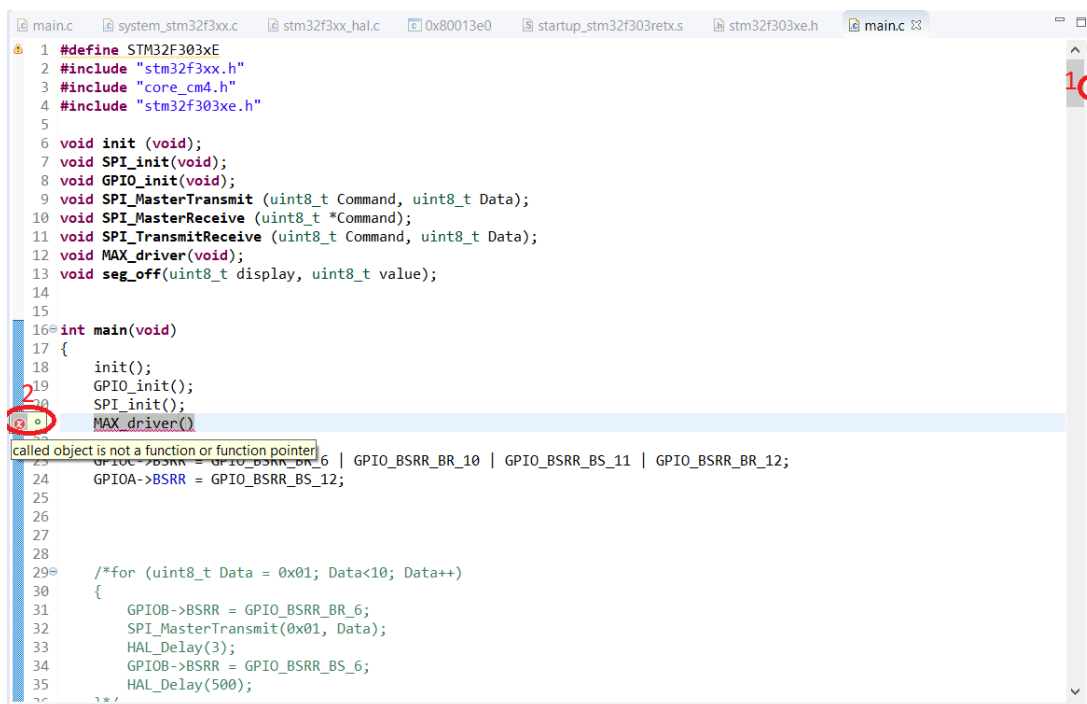 main.c system_stm32f3xx.c stm32f3xx_hal.c 0x80013e0 startup_stm32f303retx.s stm32f303xe.h main.c
1 #define STM32F303xE
2 #include "stm32f3xx.h"
3 #include "core_cm4.h"
4 #include "stm32f303xe.h"
5
6 void init (void);
7 void SPI_init(void);
8 void GPIO_init(void);
9 void SPI_MasterTransmit (uint8_t Command, uint8_t Data);
10 void SPI_MasterReceive (uint8_t *Command);
11 void SPI_TransmitReceive (uint8_t Command, uint8_t Data);
12 void MAX_driver(void);
13 void seg_off(uint8_t display, uint8_t value);
14
15
16 int main(void)
17 {
18 init();
19 GPIO_init();
20 SPI_init();
MAX_driver()
called object is not a function or function pointer
23 GPIOC->BSRR = GPIO_BSRR_BR_6 | GPIO_BSRR_BR_10 | GPIO_BSRR_BS_11 | GPIO_BSRR_BR_12;
24 GPIOA->BSRR = GPIO_BSRR_BS_12;
25
26
27
28
29 /*for (uint8_t Data = 0x01; Data<10; Data++)
30 {
31 GPIOB->BSRR = GPIO_BSRR_BR_6;
32 SPI_MasterTransmit(0x01, Data);
33 HAL_Delay(3);
34 GPIOB->BSRR = GPIO_BSRR_BS_6;
35 HAL_Delay(500);
36 }*/
1
2